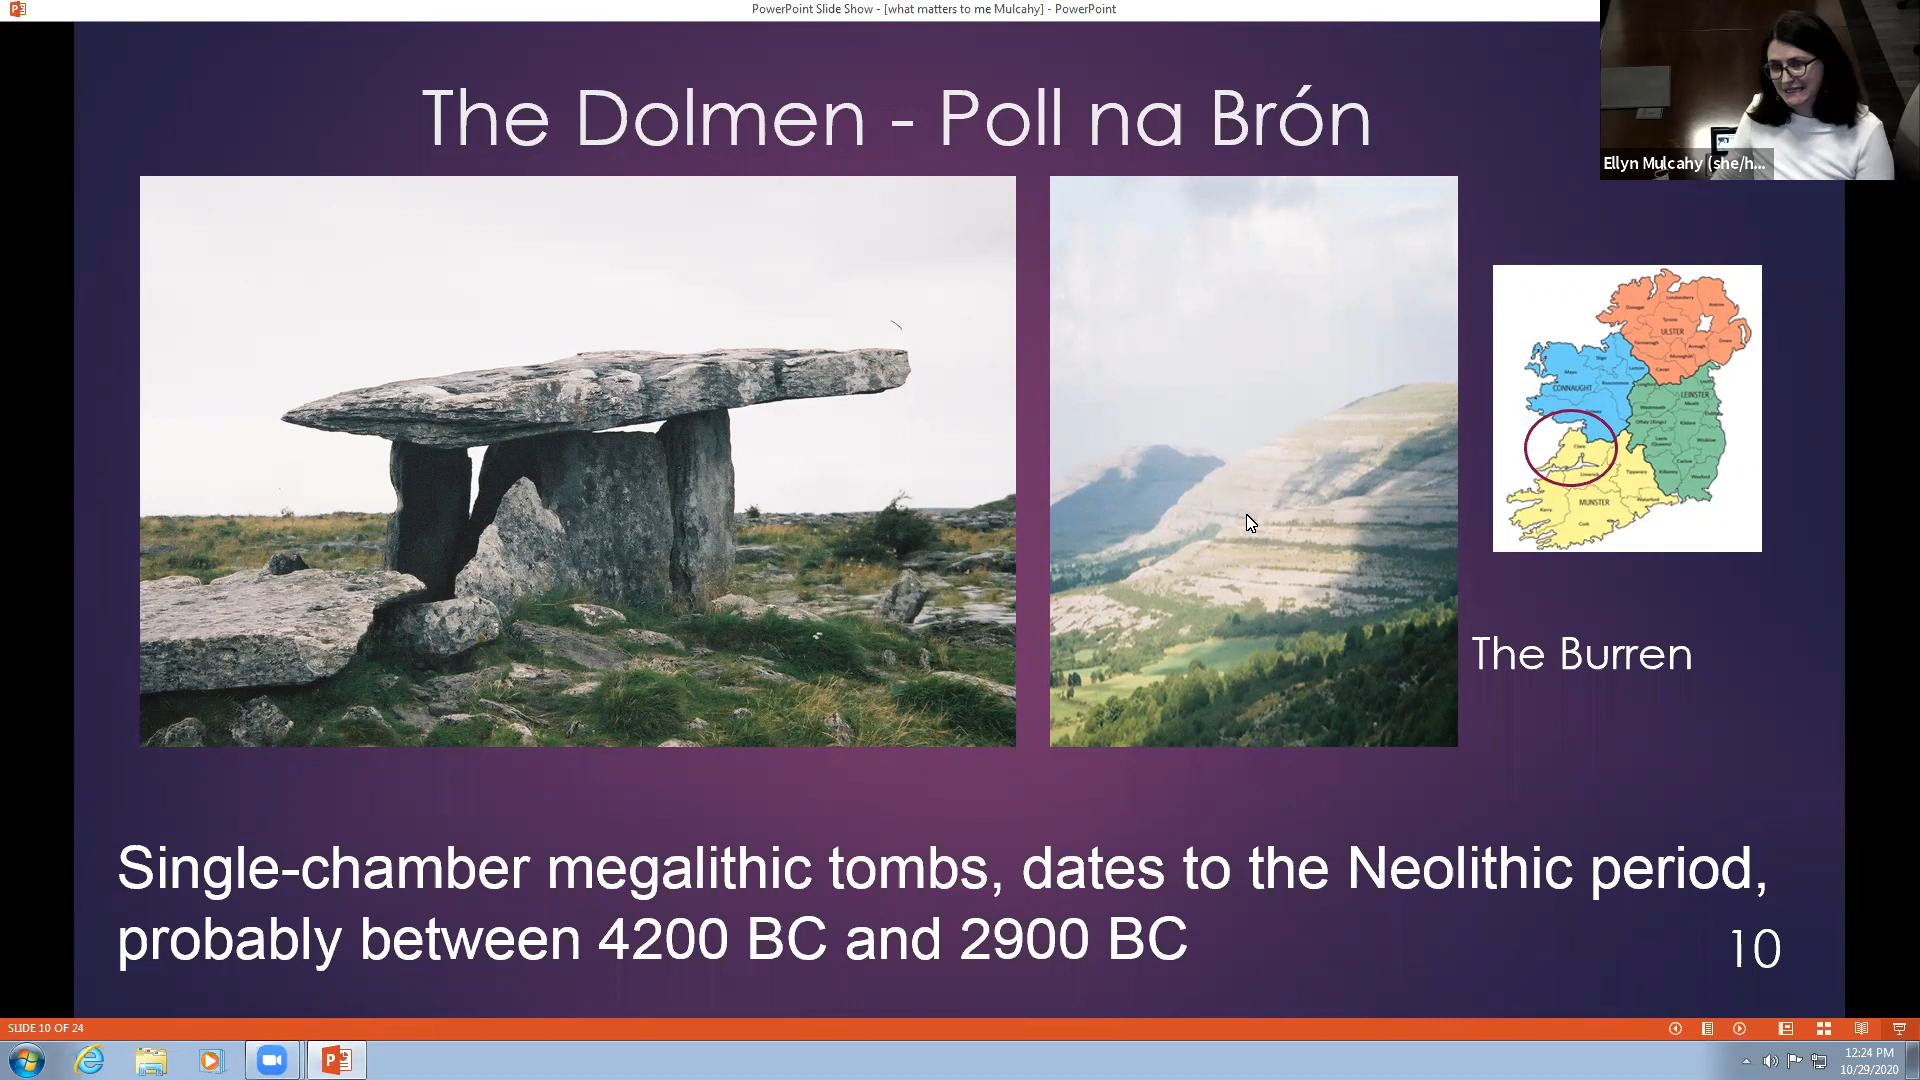 PowerPoint Slide Show - [what matters to me Mulcahy] - PowerPoint
The Dolmen - Poll na Brón
Ellyn Mulcahy (she/h...
ULSTER
CONNAUGHT
LEINSTER
MUNSTER
The Burren
Single-chamber megalithic tombs, dates to the Neolithic period,
probably between 4200 BC and 2900 BC
10
SLIDE 10 OF 24
12:24 PM
10/29/2020